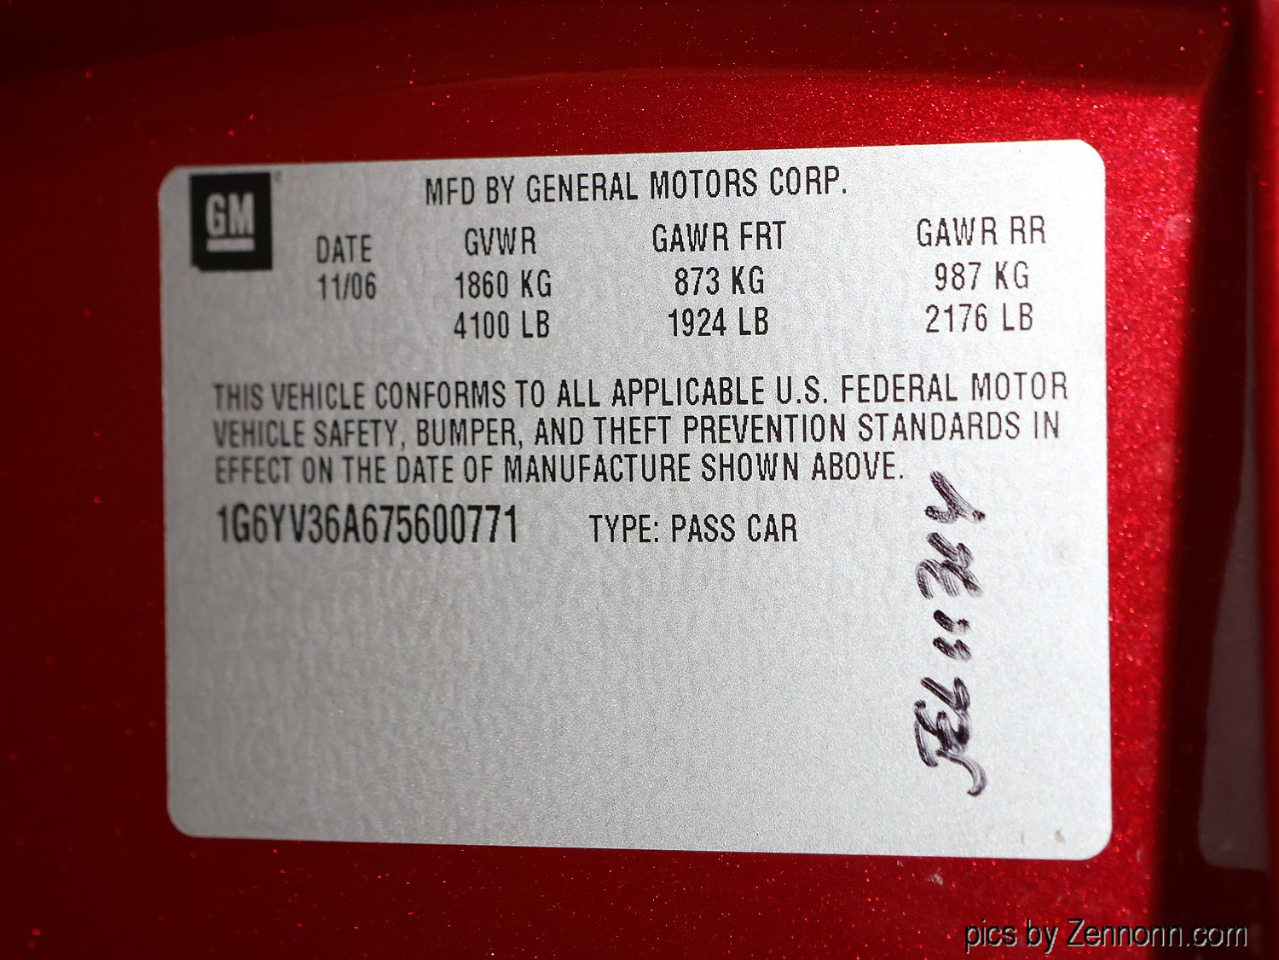 GM
MFD BY GENERAL MOTORS CORP.
DATE GVWR GAWR FRT GAWR RR
11/06 1860 KG 873 KG 987 KG
4100 LB 1924 LB 2176 LB
THIS VEHICLE CONFORMS TO ALL APPLICABLE U.S. FEDERAL MOTOR
VEHICLE SAFETY, BUMPER, AND THEFT PREVENTION STANDARDS IN
EFFECT ON THE DATE OF MANUFACTURE SHOWN ABOVE.
1G6YV36A675600771 TYPE: PASS CAR
pics by Zennonn.com